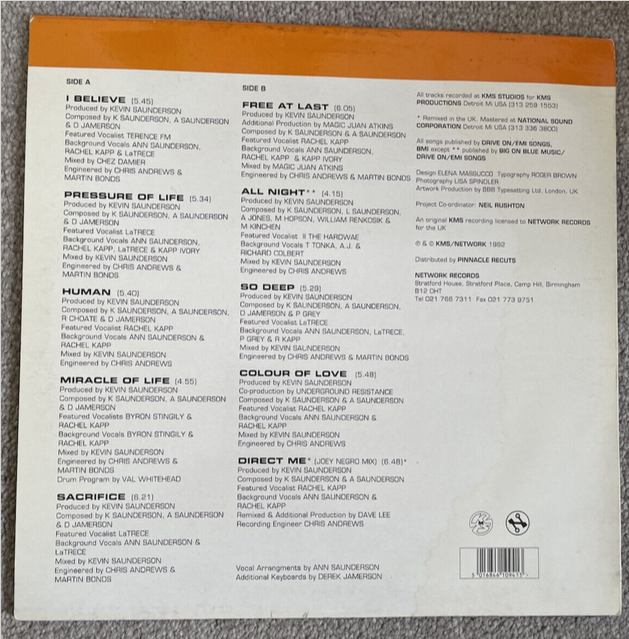 SIDE A
I BELIEVE (5.45)
Produced by KEVIN SAUNDERSON
Composed by K SAUNDERSON, A SAUNDERSON
& D JAMERSON
Featured Vocalist TERENCE FM
Background Vocals ANN SAUNDERSON,
RACHEL KAPP & LaTRECE
Mixed by CHEZ DAMIER
Engineered by CHRIS ANDREWS &
MARTIN BONDS
PRESSURE OF LIFE (5.34)
Produced by KEVIN SAUNDERSON
Composed by K SAUNDERSON, A SAUNDERSON
& D JAMERSON
Featured Vocalist LaTRECE
Background Vocals ANN SAUNDERSON,
RACHEL KAPP, LaTRECE & KAPP IVORY
Mixed by KEVIN SAUNDERSON
Engineered by CHRIS ANDREWS &
MARTIN BONDS
HUMAN (5.40)
Produced by KEVIN SAUNDERSON
Composed by K SAUNDERSON, A SAUNDERSON,
R CHOATE & D JAMERSON
Featured Vocalist RACHEL KAPP
Background Vocals ANN SAUNDERSON &
RACHEL KAPP
Mixed by KEVIN SAUNDERSON
Engineered by CHRIS ANDREWS
MIRACLE OF LIFE (4.55)
Produced by KEVIN SAUNDERSON
Composed by K SAUNDERSON, A SAUNDERSON
& D JAMERSON
Featured Vocalists BYRON STINGILY &
RACHEL KAPP
Background Vocals BYRON STINGILY &
RACHEL KAPP
Mixed by KEVIN SAUNDERSON
Engineered by CHRIS ANDREWS &
MARTIN BONDS
Drum Program by VAL WHITEHEAD
SACRIFICE (6.21)
Produced by KEVIN SAUNDERSON
Composed by K SAUNDERSON, A SAUNDERSON
& D JAMERSON
Featured Vocalist LaTRECE
Background Vocals ANN SAUNDERSON &
LaTRECE
Mixed by KEVIN SAUNDERSON
Engineered by CHRIS ANDREWS &
MARTIN BONDS
SIDE B
FREE AT LAST (6.05)
Produced by KEVIN SAUNDERSON
Additional Production by MAGIC JUAN ATKINS
Composed by K SAUNDERSON & A SAUNDERSON
Featured Vocalist RACHEL KAPP
Background Vocals ANN SAUNDERSON,
RACHEL KAPP & KAPP IVORY
Mixed by MAGIC JUAN ATKINS
Engineered by CHRIS ANDREWS & MARTIN BONDS
ALL NIGHT** (4.15)
Produced by KEVIN SAUNDERSON
Composed by K SAUNDERSON, L SAUNDERSON,
A JONES, M HOPSON, WILLIAM RENKOSIK &
M KINCHEN
Featured Vocalist II THE HARDWAE
Background Vocals T TONKA, A.J. &
RICHARD COLBERT
Mixed by KEVIN SAUNDERSON
Engineered by CHRIS ANDREWS
SO DEEP (5.29)
Produced by KEVIN SAUNDERSON
Composed by K SAUNDERSON, A SAUNDERSON,
D JAMERSON & P GREY
Featured Vocalist LaTRECE
Background Vocals ANN SAUNDERSON, LaTRECE,
P GREY & R KAPP
Mixed by KEVIN SAUNDERSON
Engineered by CHRIS ANDREWS & MARTIN BONDS
COLOUR OF LOVE (5.48)
Produced by KEVIN SAUNDERSON
Co-production by UNDERGROUND RESISTANCE
Composed by K SAUNDERSON & A SAUNDERSON
Featured Vocalist RACHEL KAPP
Background Vocals ANN SAUNDERSON &
RACHEL KAPP
Mixed by KEVIN SAUNDERSON
Engineered by CHRIS ANDREWS
DIRECT ME* (JOEY NEGRO MIX) (6.48)*
Produced by KEVIN SAUNDERSON
Composed by K SAUNDERSON & A SAUNDERSON
Featured Vocalist RACHEL KAPP
Background Vocals ANN SAUNDERSON &
RACHEL KAPP
Remixed & Additional Production by DAVE LEE
Recording Engineer CHRIS ANDREWS
Vocal Arrangments by ANN SAUNDERSON
Additional Keyboards by DEREK JAMERSON
All tracks recorded at KMS STUDIOS for KMS
PRODUCTIONS Detroit Mi USA (313 259 1553)
* Remixed in the UK. Mastered at NATIONAL SOUND
CORPORATION Detroit Mi USA (313 336 3800)
All songs published by DRIVE ON/EMI SONGS,
BMI except ** published by BIG ON BLUE MUSIC/
DRIVE ON/EMI SONGS
Design ELENA MASSUCCO Typography ROGER BROWN
Photography LISA SPINDLER
Artwork Production by BBB Typesetting Ltd, London, UK
Project Co-ordinator: NEIL RUSHTON
An original KMS recording licensed to NETWORK RECORDS
for the UK
℗ & © KMS/NETWORK 1992
Distributed by PINNACLE RECUTS
NETWORK RECORDS
Stratford House, Stratford Place, Camp Hill, Birmingham
B12 OHT
Tel 021 766 7311 Fax 021 773 9751
5 016846 109473